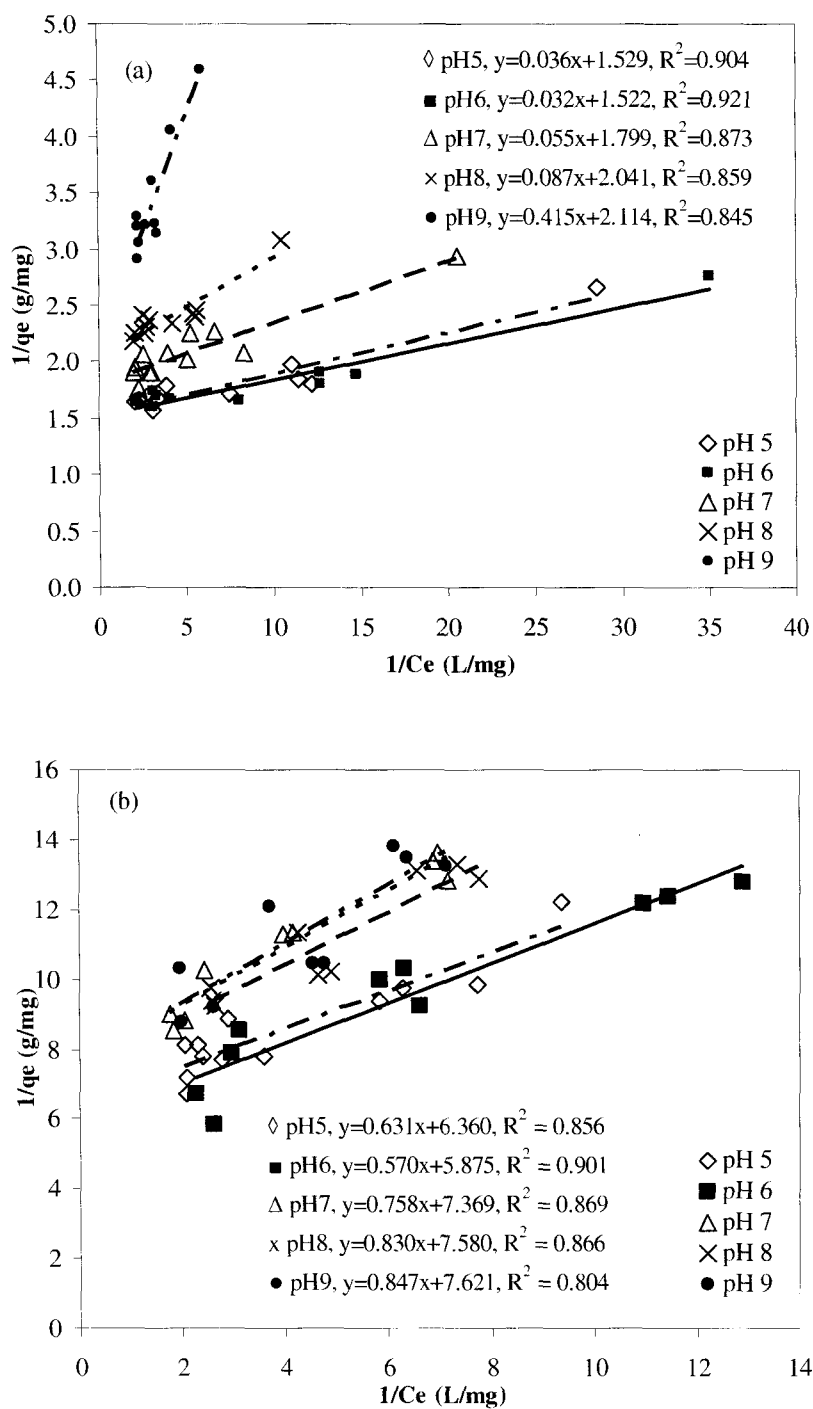 5.0
4.5
4.0
3.5
3.0
2.5
2.0
1.5
1.0
0.5
0.0
1/qe (g/mg)
(a)
pH5, y=0.036x+1.529, R²=0.904
pH6, y=0.032x+1.522, R²=0.921
pH7, y=0.055x+1.799, R²=0.873
pH8, y=0.087x+2.041, R²=0.859
pH9, y=0.415x+2.114, R²=0.845
pH 5
pH 6
pH 7
pH 8
pH 9
0 5 10 15 20 25 30 35 40
1/Ce (L/mg)
16
14
12
10
8
6
4
2
0
1/qe (g/mg)
(b)
pH5, y=0.631x+6.360, R² = 0.856
pH6, y=0.570x+5.875, R² = 0.901
pH7, y=0.758x+7.369, R² = 0.869
pH8, y=0.830x+7.580, R² = 0.866
pH9, y=0.847x+7.621, R² = 0.804
pH 5
pH 6
pH 7
pH 8
pH 9
0 2 4 6 8 10 12 14
1/Ce (L/mg)